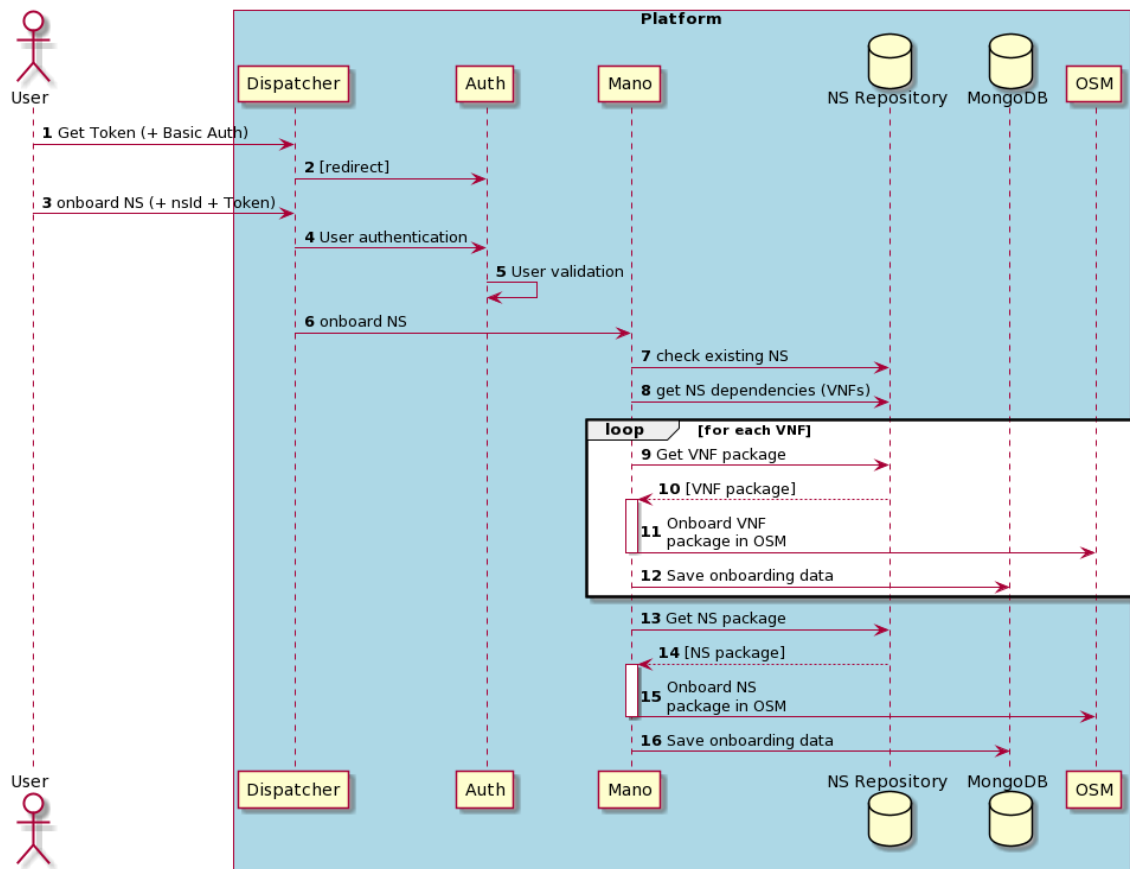 Platform
User
Dispatcher
Auth
Mano
NS Repository
MongoDB
OSM
1 Get Token (+ Basic Auth)
2 [redirect]
3 onboard NS (+ nsId + Token)
4 User authentication
5 User validation
6 onboard NS
7 check existing NS
8 get NS dependencies (VNFs)
loop [for each VNF]
9 Get VNF package
10 [VNF package]
11 Onboard VNF
package in OSM
12 Save onboarding data
13 Get NS package
14 [NS package]
15 Onboard NS
package in OSM
16 Save onboarding data
User
Dispatcher
Auth
Mano
NS Repository
MongoDB
OSM